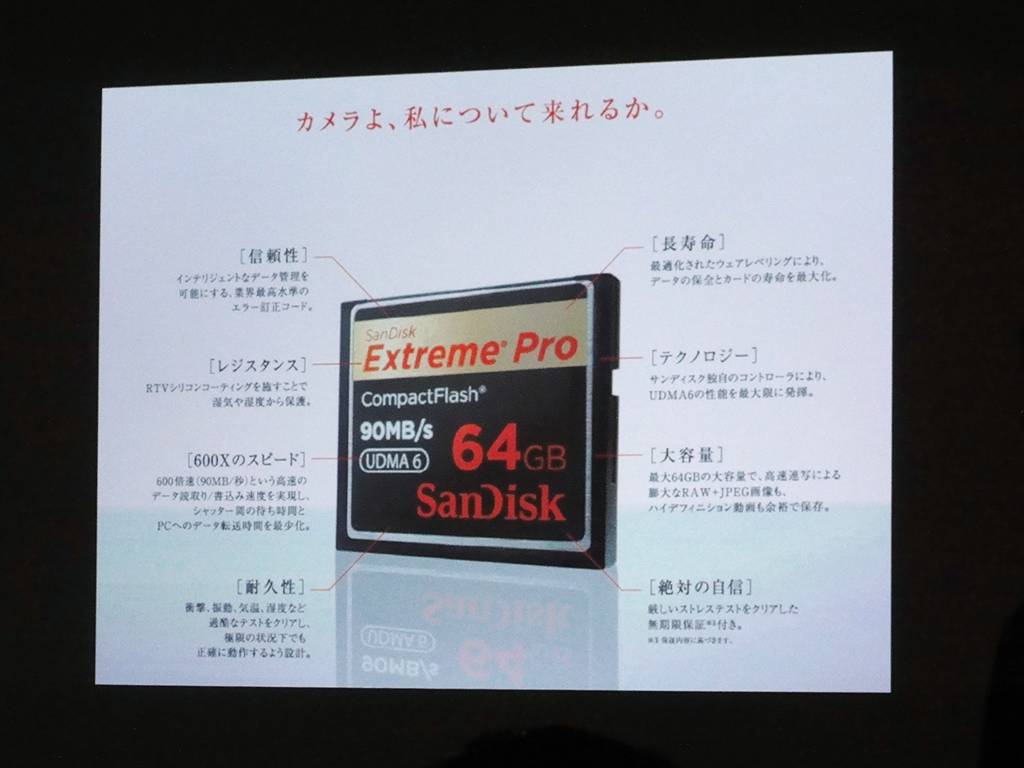 カメラよ、私について来れるか。
［信頼性］
インテリジェントなデータ管理を
可能にする、業界最高水準の
エラー訂正コード。
［レジスタンス］
RTVシリコンコーティングを施すことで
湿気や湿度から保護。
［600Xのスピード］
600倍速（90MB/秒）という高速の
データ読取り/書込み速度を実現し、
シャッター間の待ち時間と
PCへのデータ転送時間を最少化。
［耐久性］
衝撃、振動、気温、湿度など
過酷なテストをクリアし、
極限の状況下でも
正確に動作するよう設計。
SanDisk
Extreme® Pro
CompactFlash®
90MB/s
UDMA 6
64GB
SanDisk
［長寿命］
最適化されたウェアレベリングにより、
データの保全とカードの寿命を最大化。
［テクノロジー］
サンディスク独自のコントローラにより、
UDMA6の性能を最大限に発揮。
［大容量］
最大64GBの大容量で、高速連写による
膨大なRAW+JPEG画像も、
ハイデフィニション動画も余裕で保存。
［絶対の自信］
厳しいストレステストをクリアした
無期限保証※1付き。
※1 保証内容に基づきます。